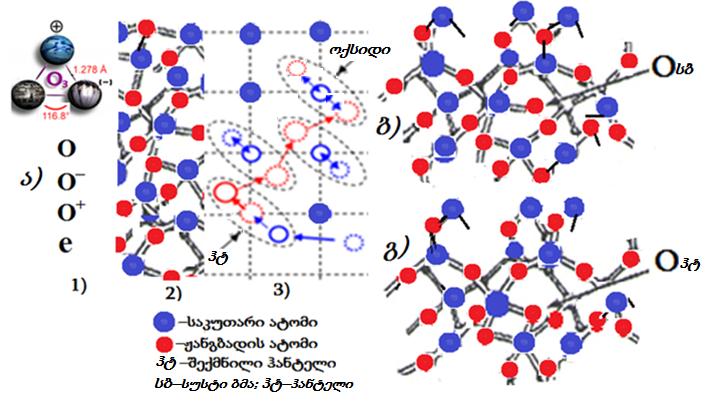 ⊕
O₃
1.278 Å
(−)
116.8°
ა)
O
O⁻
O⁺
e
1)
2)
3)
ოქსიდი
ჰტ
ბ)
Oსბ
გ)
Oჰტ
–საკუთარი ატომი
–ჟანგბადის ატომი
ჰტ –შექმნილი ჰანტელი
სბ–სუსტი ბმა; ჰტ–ჰანტელი